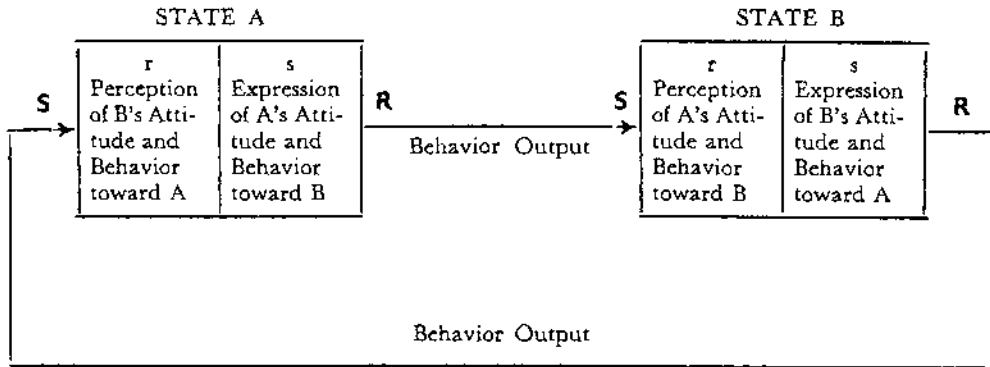 STATE A
STATE B
r
Perception
of B's Atti-
tude and
Behavior
toward A
s
Expression
of A's Atti-
tude and
Behavior
toward B
r
Perception
of A's Atti-
tude and
Behavior
toward B
s
Expression
of B's Atti-
tude and
Behavior
toward A
S
R
Behavior Output
S
R
Behavior Output